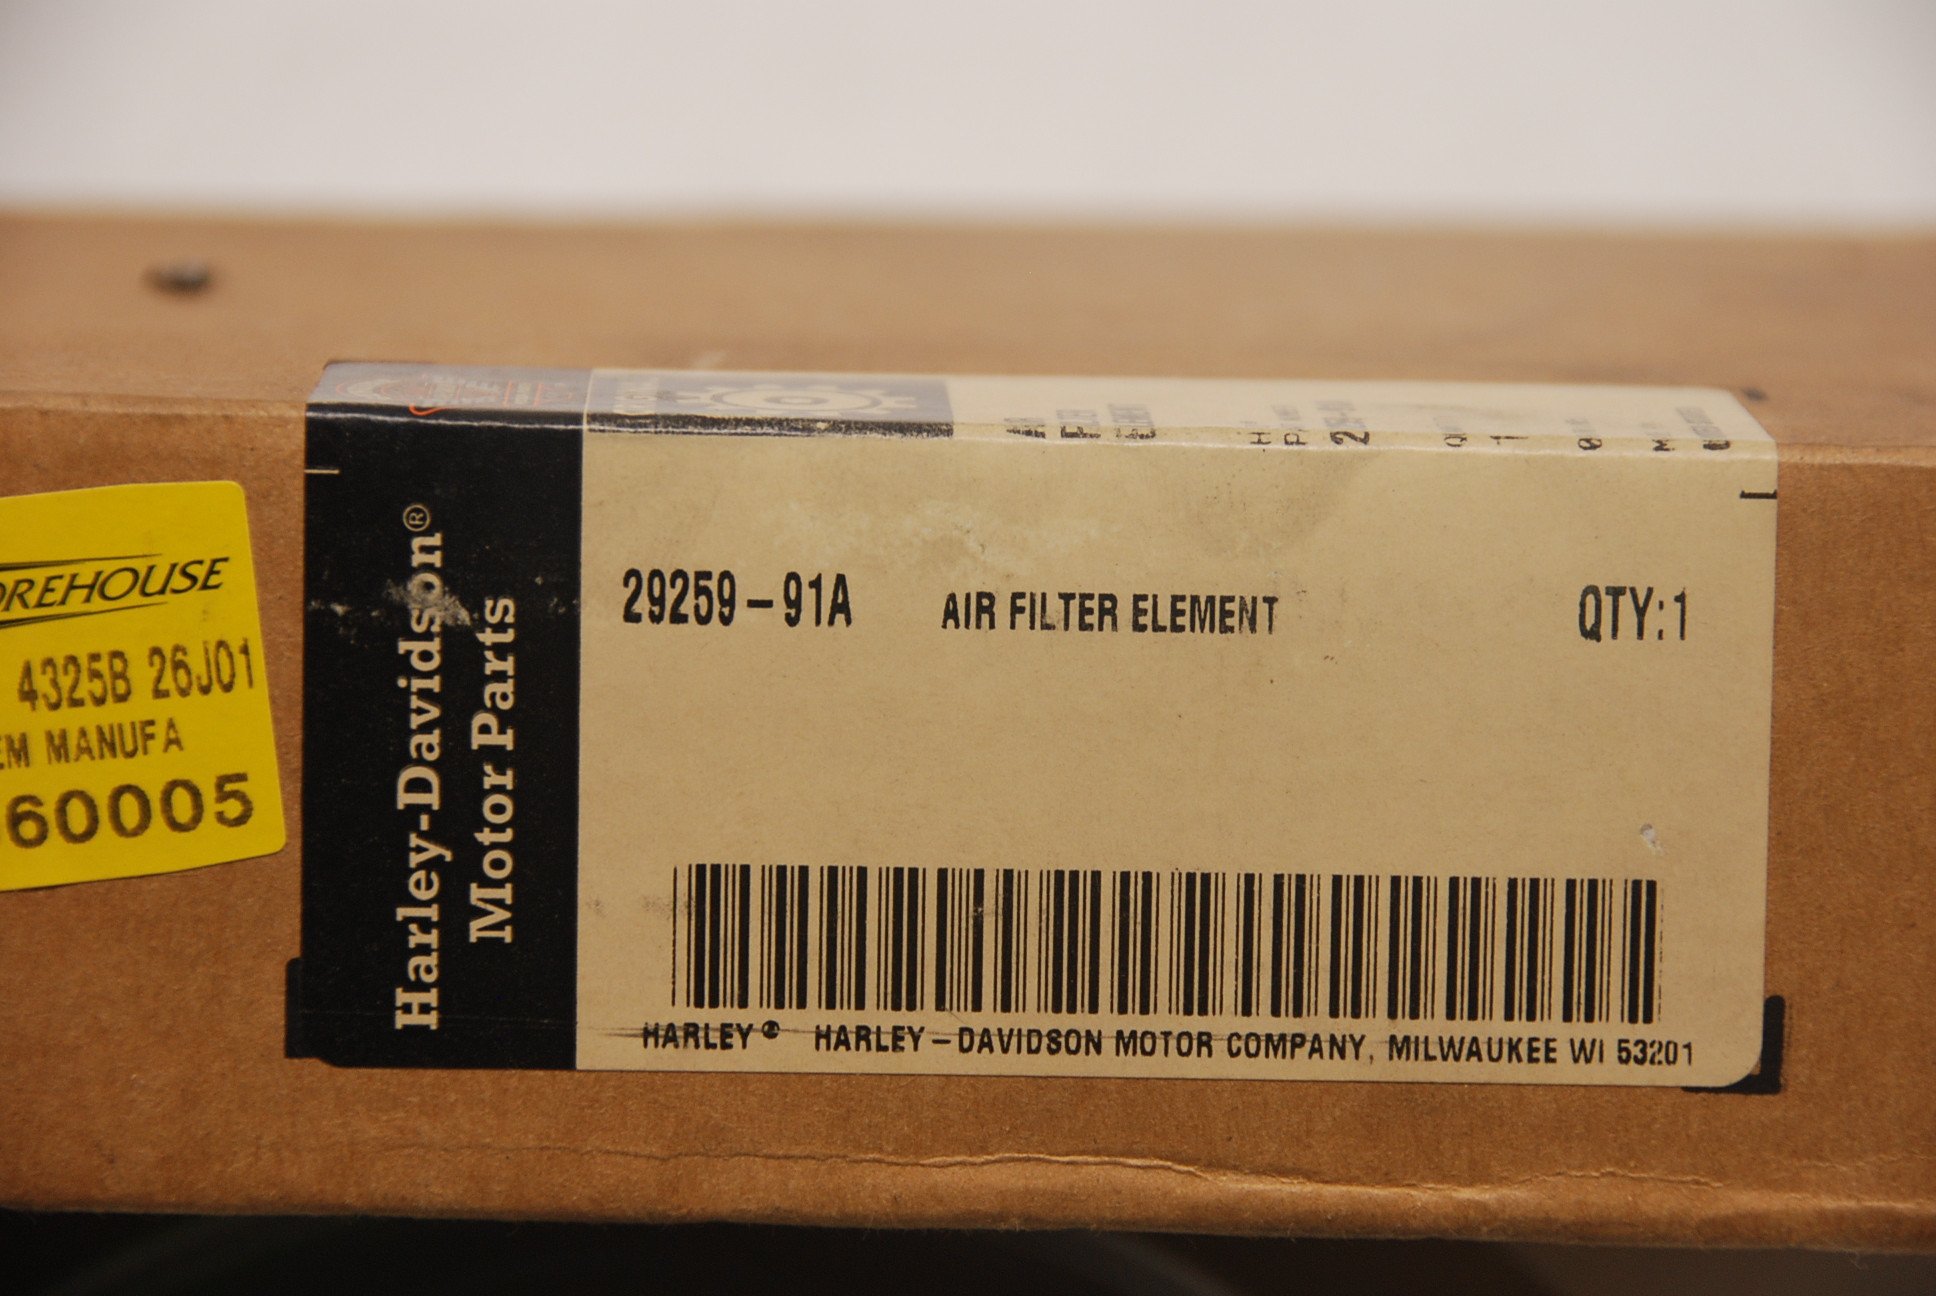 OREHOUSE
4325B 26J01
EM MANUFA
60005
Harley-Davidson®
Motor Parts
29259-91A AIR FILTER ELEMENT QTY:1
HARLEY® HARLEY-DAVIDSON MOTOR COMPANY, MILWAUKEE WI 53201